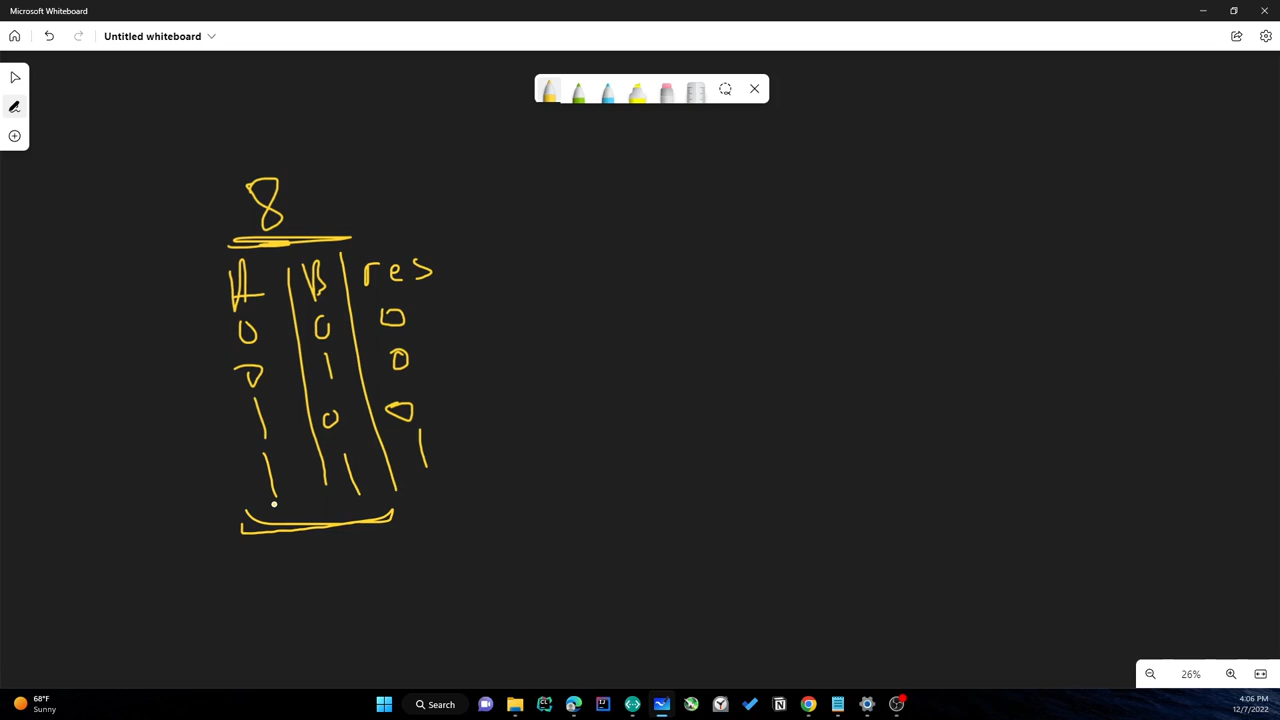 Microsoft Whiteboard
Untitled whiteboard
8
A B res
0 0 0
0 1 0
1 0 0
1 1 1
26%
68°F
Sunny
Search
4:06 PM
12/7/2022